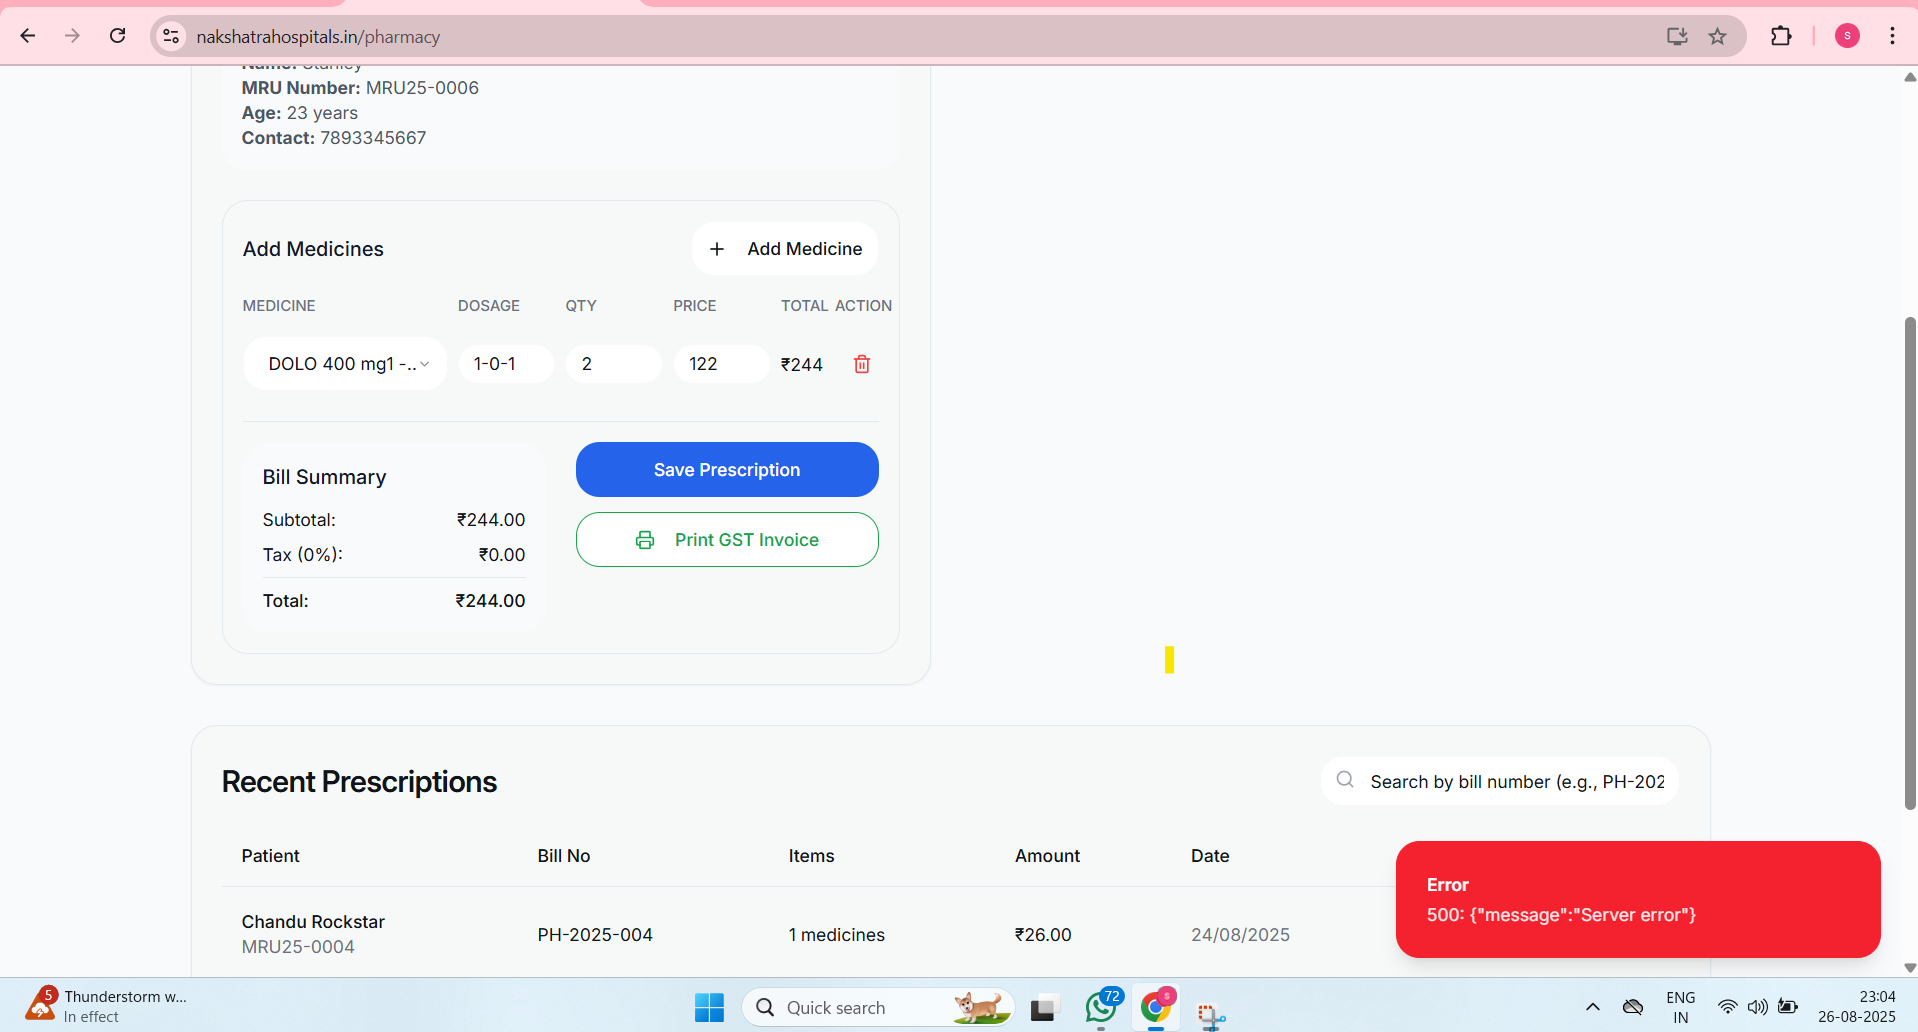 nakshatrahospitals.in/pharmacy
S
Name: Stanley
MRU Number: MRU25-0006
Age: 23 years
Contact: 7893345667
Add Medicines
+ Add Medicine
MEDICINE DOSAGE QTY PRICE TOTAL ACTION
DOLO 400 mg1 -.. 1-0-1 2 122 ₹244
Bill Summary
Subtotal: ₹244.00
Tax (0%): ₹0.00
Total: ₹244.00
Save Prescription
Print GST Invoice
Recent Prescriptions
Search by bill number (e.g., PH-202
Patient Bill No Items Amount Date
Chandu Rockstar
MRU25-0004
PH-2025-004 1 medicines ₹26.00 24/08/2025
Error
500: {"message":"Server error"}
5
Thunderstorm w...
In effect
Quick search
72
S
ENG
IN
23:04
26-08-2025